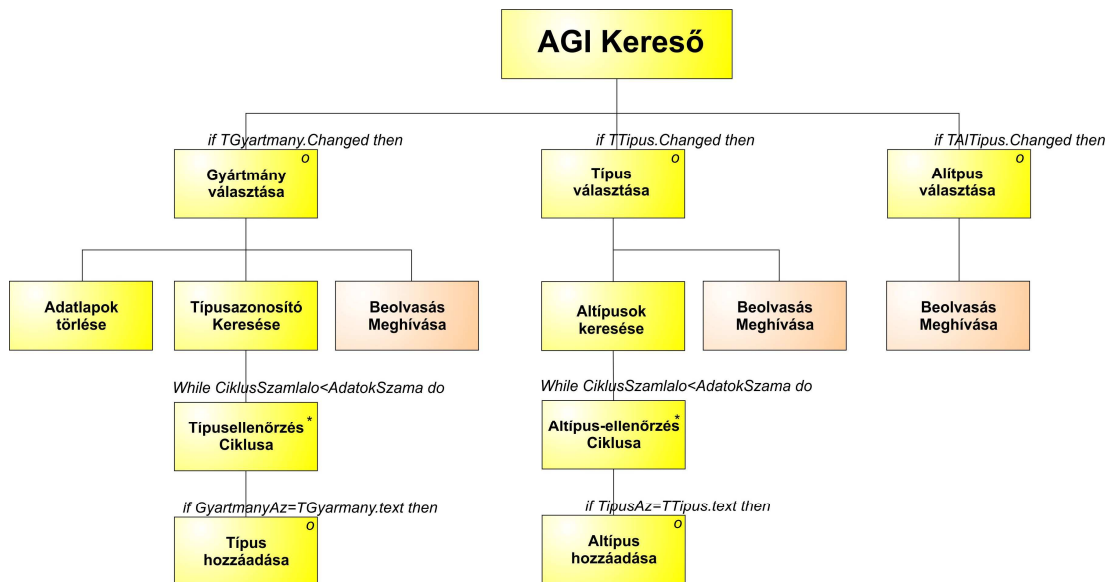 AGI Kereső
if TGyartmany.Changed then
if TTipus.Changed then
if TAlTipus.Changed then
o
o
o
Gyártmány
választása
Típus
választása
Alítpus
választása
Adatlapok
törlése
Típusazonosító
Keresése
Beolvasás
Meghívása
Altípusok
keresése
Beolvasás
Meghívása
Beolvasás
Meghívása
While CiklusSzamlalo<AdatokSzama do
While CiklusSzamlalo<AdatokSzama do
Típusellenőrzés *
Ciklusa
Altípus-ellenőrzés *
Ciklusa
if GyartmanyAz=TGyarmany.text then
if TipusAz=TTipus.text then
o
o
Típus
hozzáadása
Altípus
hozzáadása